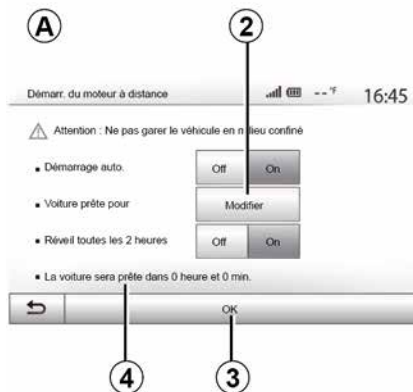 A
2
Démarr. du moteur à distance
--°F
16:45
Attention : Ne pas garer le véhicule en milieu confiné
Démarrage auto.
Off
On
Voiture prête pour
Modifier
Réveil toutes les 2 heures
Off
On
La voiture sera prête dans 0 heure et 0 min.
OK
4
3